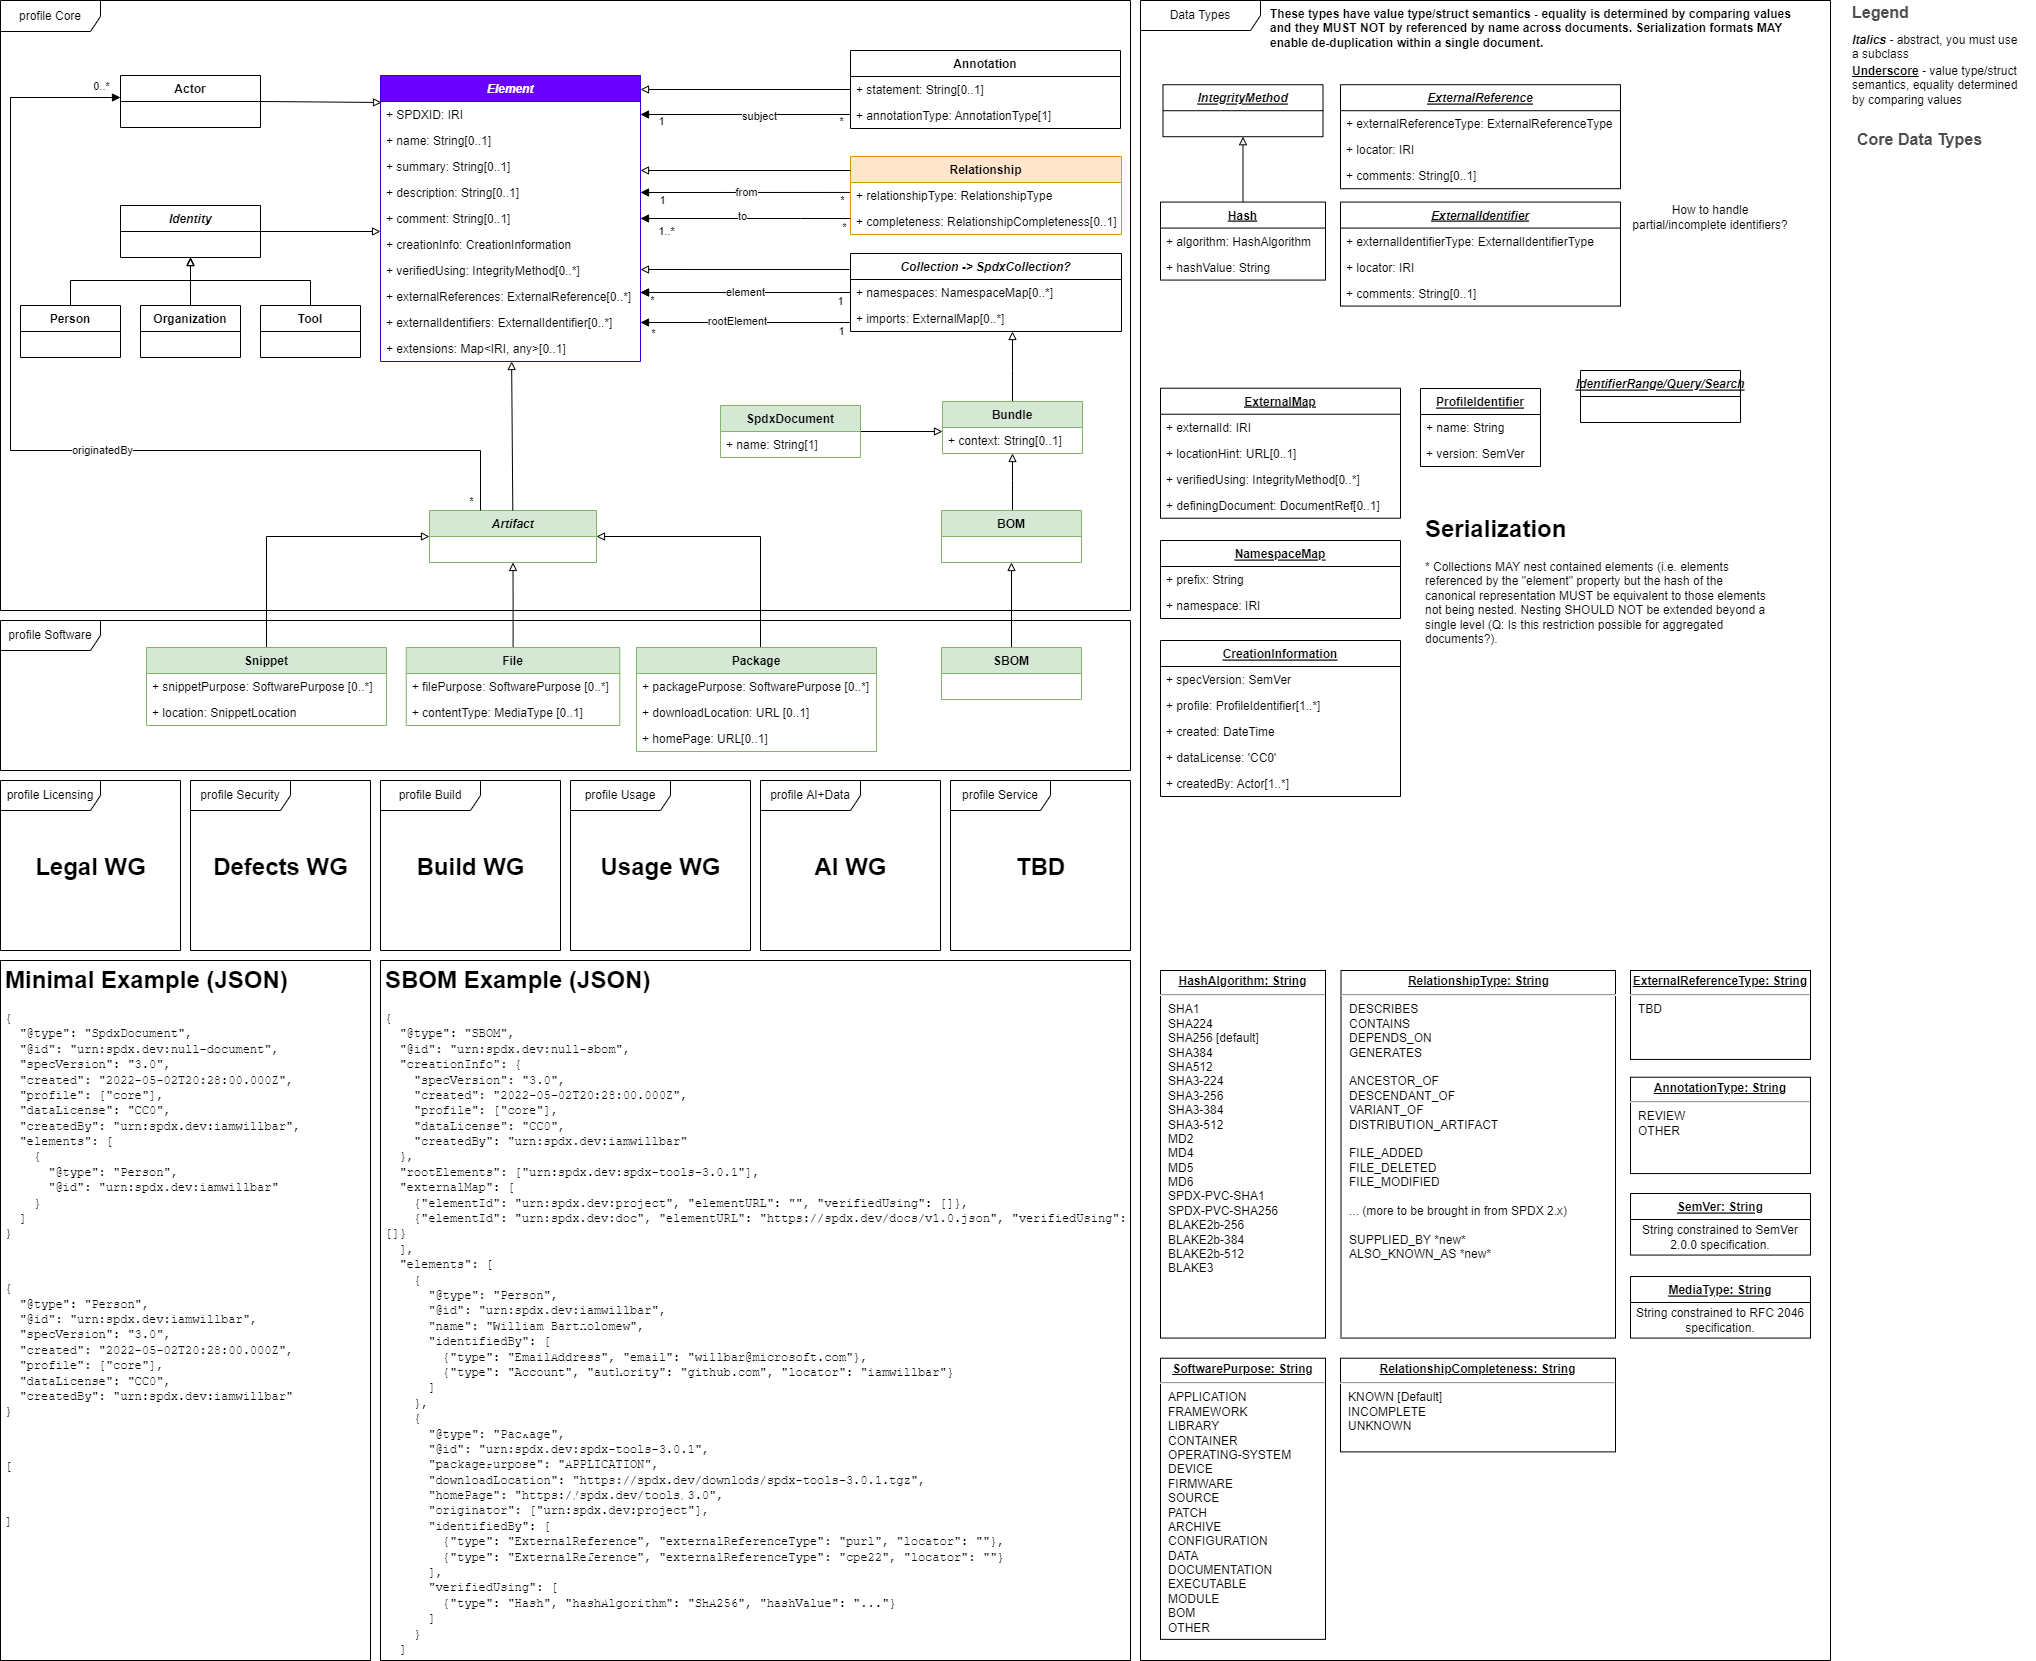 profile Core
Actor
0..*
Element
+ SPDXID: IRI
+ name: String[0..1]
+ summary: String[0..1]
+ description: String[0..1]
+ comment: String[0..1]
+ creationInfo: CreationInformation
+ verifiedUsing: IntegrityMethod[0..*]
+ externalReferences: ExternalReference[0..*]
+ externalIdentifiers: ExternalIdentifier[0..*]
+ extensions: Map<IRI, any>[0..1]
Identity
Person
Organization
Tool
Annotation
+ statement: String[0..1]
+ annotationType: AnnotationType[1]
1
subject
*
Relationship
+ relationshipType: RelationshipType
+ completeness: RelationshipCompleteness[0..1]
1
from
*
1..*
to
*
Collection -> SpdxCollection?
+ namespaces: NamespaceMap[0..*]
+ imports: ExternalMap[0..*]
*
element
1
*
rootElement
1
SpdxDocument
+ name: String[1]
Bundle
+ context: String[0..1]
originatedBy
*
Artifact
BOM
profile Software
Snippet
+ snippetPurpose: SoftwarePurpose [0..*]
+ location: SnippetLocation
File
+ filePurpose: SoftwarePurpose [0..*]
+ contentType: MediaType [0..1]
Package
+ packagePurpose: SoftwarePurpose [0..*]
+ downloadLocation: URL [0..1]
+ homePage: URL[0..1]
SBOM
profile Licensing
Legal WG
profile Security
Defects WG
profile Build
Build WG
profile Usage
Usage WG
profile AI+Data
AI WG
profile Service
TBD
Minimal Example (JSON)
{
"@type": "SpdxDocument",
"@id": "urn:spdx.dev:null-document",
"specVersion": "3.0",
"created": "2022-05-02T20:28:00.000Z",
"profile": ["core"],
"dataLicense": "CC0",
"createdBy": "urn:spdx.dev:iamwillbar",
"elements": [
{
"@type": "Person",
"@id": "urn:spdx.dev:iamwillbar"
}
]
}
{
"@type": "Person",
"@id": "urn:spdx.dev:iamwillbar",
"specVersion": "3.0",
"created": "2022-05-02T20:28:00.000Z",
"profile": ["core"],
"dataLicense": "CC0",
"createdBy": "urn:spdx.dev:iamwillbar"
}
[
]
SBOM Example (JSON)
{
"@type": "SBOM",
"@id": "urn:spdx.dev:null-sbom",
"creationInfo": {
"specVersion": "3.0",
"created": "2022-05-02T20:28:00.000Z",
"profile": ["core"],
"dataLicense": "CC0",
"createdBy": "urn:spdx.dev:iamwillbar"
},
"rootElements": ["urn:spdx.dev:spdx-tools-3.0.1"],
"externalMap": [
{"elementId": "urn:spdx.dev:project", "elementURL": "", "verifiedUsing": []},
{"elementId": "urn:spdx.dev:doc", "elementURL": "https://spdx.dev/docs/v1.0.json", "verifiedUsing":
[]}
],
"elements": [
{
"@type": "Person",
"@id": "urn:spdx.dev:iamwillbar",
"name": "William Bartholomew",
"identifiedBy": [
{"type": "EmailAddress", "email": "willbar@microsoft.com"},
{"type": "Account", "authority": "github.com", "locator": "iamwillbar"}
]
},
{
"@type": "Package",
"@id": "urn:spdx.dev:spdx-tools-3.0.1",
"packagePurpose": "APPLICATION",
"downloadLocation": "https://spdx.dev/downlods/spdx-tools-3.0.1.tgz",
"homePage": "https://spdx.dev/tools/3.0",
"originator": ["urn:spdx.dev:project"],
"identifiedBy": [
{"type": "ExternalReference", "externalReferenceType": "purl", "locator": ""},
{"type": "ExternalReference", "externalReferenceType": "cpe22", "locator": ""}
],
"verifiedUsing": [
{"type": "Hash", "hashAlgorithm": "SHA256", "hashValue": "..."}
]
}
]
Data Types
These types have value type/struct semantics - equality is determined by comparing values
and they MUST NOT by referenced by name across documents. Serialization formats MAY
enable de-duplication within a single document.
IntegrityMethod
ExternalReference
+ externalReferenceType: ExternalReferenceType
+ locator: IRI
+ comments: String[0..1]
Hash
+ algorithm: HashAlgorithm
+ hashValue: String
ExternalIdentifier
+ externalIdentifierType: ExternalIdentifierType
+ locator: IRI
+ comments: String[0..1]
How to handle
partial/incomplete identifiers?
ExternalMap
+ externalId: IRI
+ locationHint: URL[0..1]
+ verifiedUsing: IntegrityMethod[0..*]
+ definingDocument: DocumentRef[0..1]
ProfileIdentifier
+ name: String
+ version: SemVer
IdentifierRange/Query/Search
NamespaceMap
+ prefix: String
+ namespace: IRI
Serialization
* Collections MAY nest contained elements (i.e. elements
referenced by the "element" property but the hash of the
canonical representation MUST be equivalent to those elements
not being nested. Nesting SHOULD NOT be extended beyond a
single level (Q: Is this restriction possible for aggregated
documents?).
CreationInformation
+ specVersion: SemVer
+ profile: ProfileIdentifier[1..*]
+ created: DateTime
+ dataLicense: 'CC0'
+ createdBy: Actor[1..*]
HashAlgorithm: String
SHA1
SHA224
SHA256 [default]
SHA384
SHA512
SHA3-224
SHA3-256
SHA3-384
SHA3-512
MD2
MD4
MD5
MD6
SPDX-PVC-SHA1
SPDX-PVC-SHA256
BLAKE2b-256
BLAKE2b-384
BLAKE2b-512
BLAKE3
RelationshipType: String
DESCRIBES
CONTAINS
DEPENDS_ON
GENERATES
ANCESTOR_OF
DESCENDANT_OF
VARIANT_OF
DISTRIBUTION_ARTIFACT
FILE_ADDED
FILE_DELETED
FILE_MODIFIED
... (more to be brought in from SPDX 2.x)
SUPPLIED_BY *new*
ALSO_KNOWN_AS *new*
ExternalReferenceType: String
TBD
AnnotationType: String
REVIEW
OTHER
SemVer: String
String constrained to SemVer
2.0.0 specification.
MediaType: String
String constrained to RFC 2046
specification.
SoftwarePurpose: String
APPLICATION
FRAMEWORK
LIBRARY
CONTAINER
OPERATING-SYSTEM
DEVICE
FIRMWARE
SOURCE
PATCH
ARCHIVE
CONFIGURATION
DATA
DOCUMENTATION
EXECUTABLE
MODULE
BOM
OTHER
RelationshipCompleteness: String
KNOWN [Default]
INCOMPLETE
UNKNOWN
Legend
Italics - abstract, you must use
a subclass
Underscore - value type/struct
semantics, equality determined
by comparing values
Core Data Types